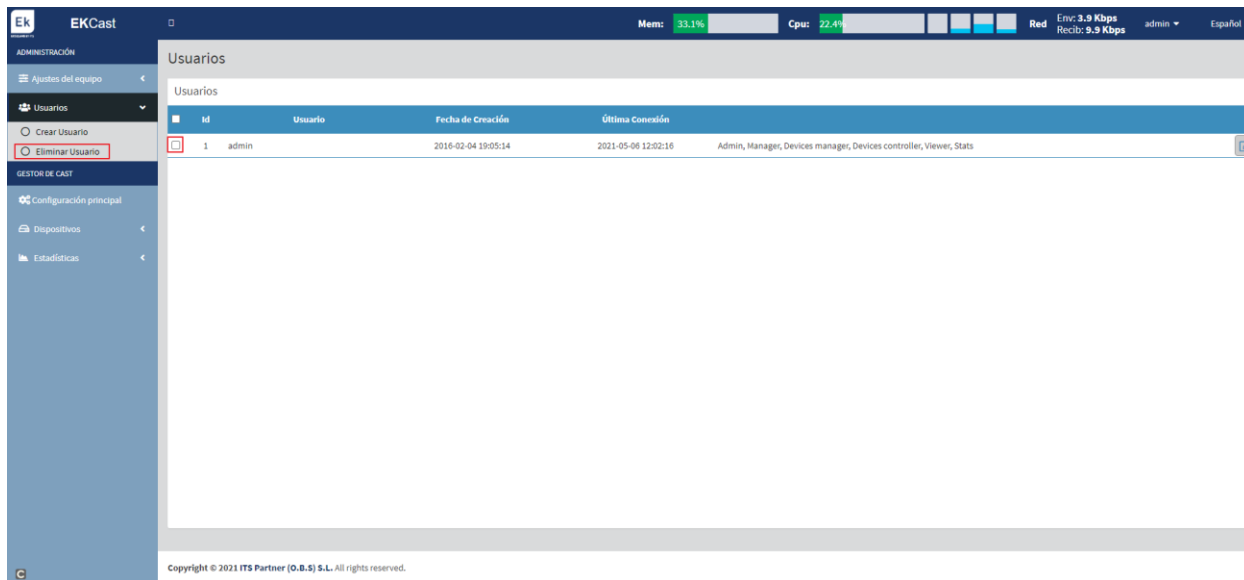 Ek
EKCast
Mem: 33.1%
Cpu: 22.4%
Red
Env: 3.9 Kbps
Recib: 9.9 Kbps
admin
Español
ADMINISTRACIÓN
Ajustes del equipo
Usuarios
Crear Usuario
Eliminar Usuario
GESTOR DE CAST
Configuración principal
Dispositivos
Estadísticas
Usuarios
Usuarios
Id Usuario Fecha de Creación Última Conexión
1 admin 2016-02-04 19:05:14 2021-05-06 12:02:16 Admin, Manager, Devices manager, Devices controller, Viewer, Stats
Copyright © 2021 ITS Partner (O.B.S) S.L. All rights reserved.